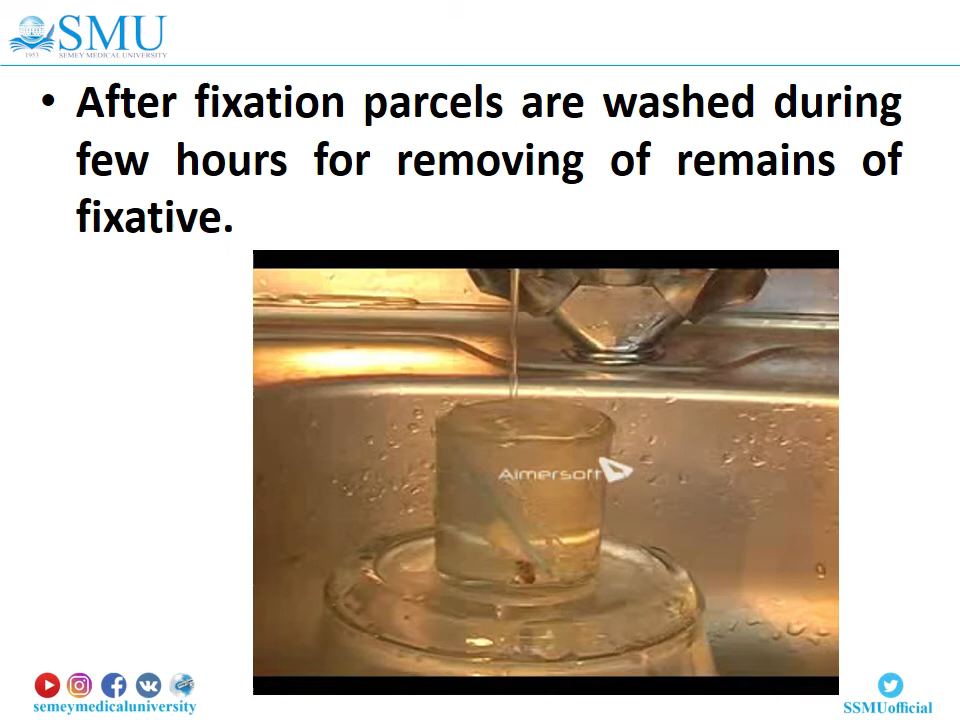 SMU
SEMEY MEDICAL UNIVERSITY
1953
• After fixation parcels are washed during
few hours for removing of remains of
fixative.
Aimersoft
semeymedicaluniversity
SSMUofficial